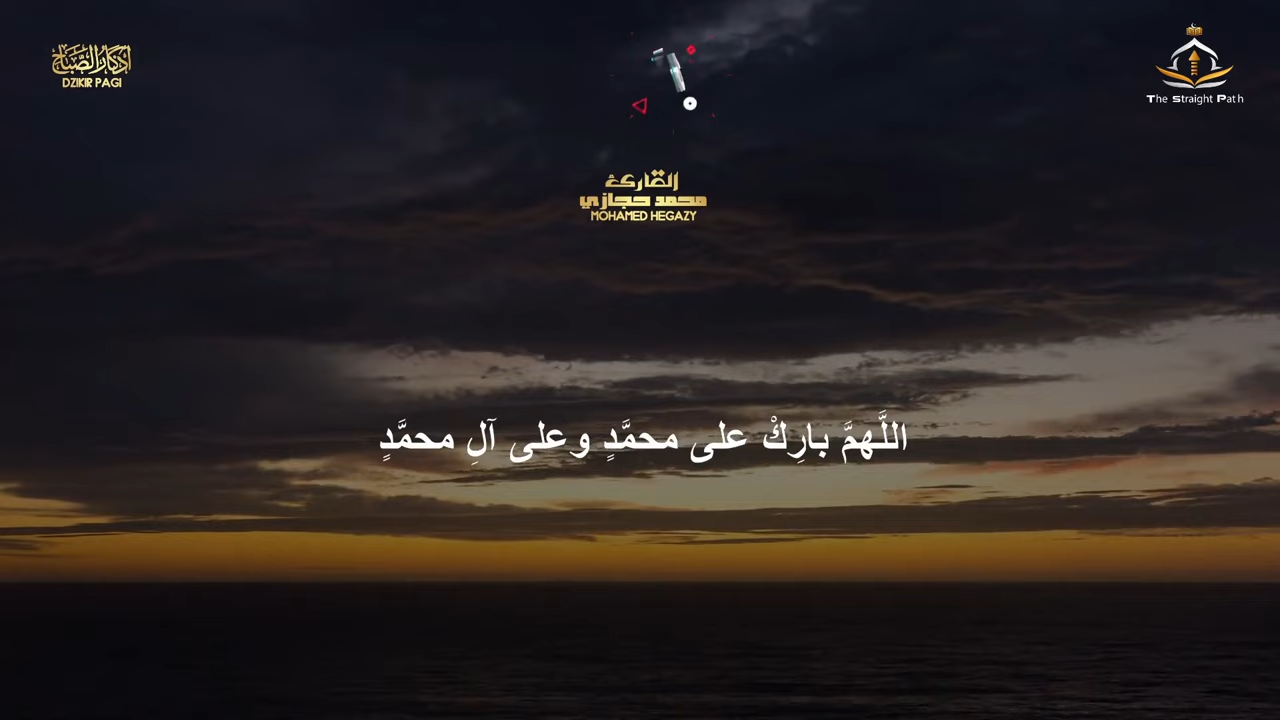 أذكار الصباح
DZIKIR PAGI
The Straight Path
القارئ
محمد حجازي
MOHAMED HEGAZY
اللَّهمَّ بارِكْ على محمَّدٍ وعلى آلِ محمَّدٍ